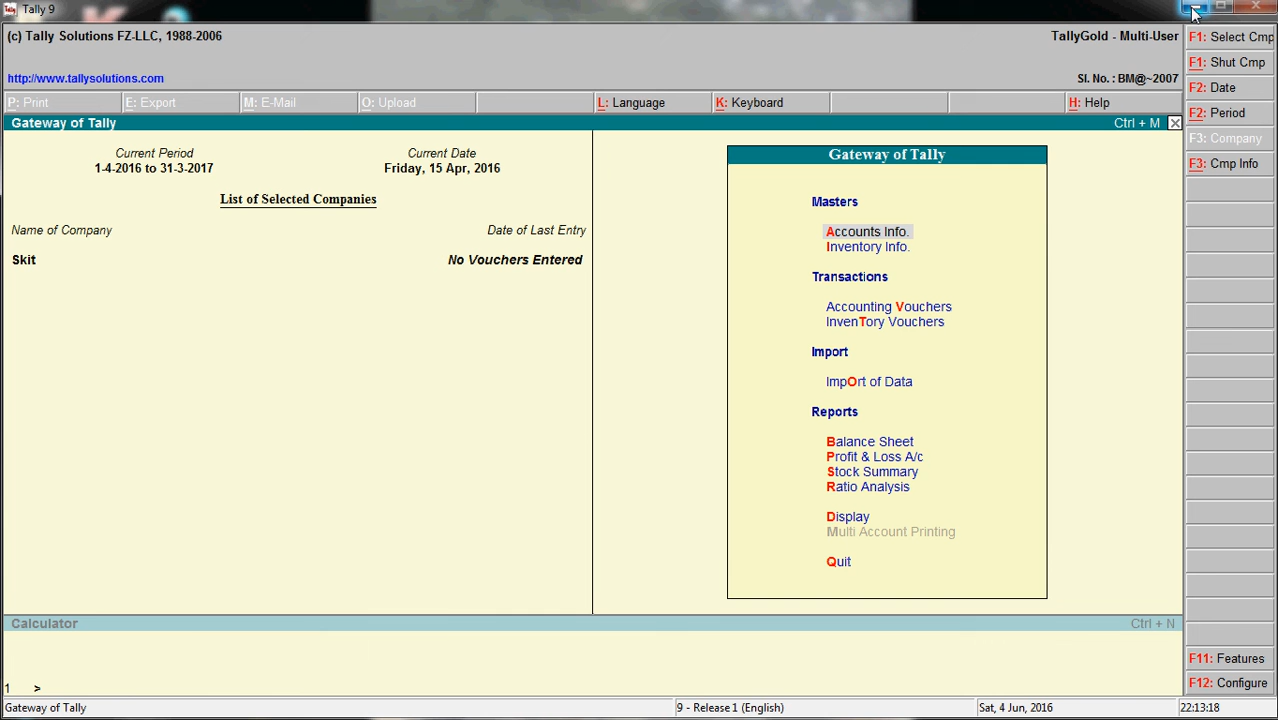 Tally Tally 9
(c) Tally Solutions FZ-LLC, 1988-2006
TallyGold - Multi-User
http://www.tallysolutions.com
Sl. No. : BM@~2007
P: Print
E: Export
M: E-Mail
O: Upload
L: Language
K: Keyboard
H: Help
Gateway of Tally
Ctrl + M
Current Period
1-4-2016 to 31-3-2017
Current Date
Friday, 15 Apr, 2016
List of Selected Companies
Name of Company
Date of Last Entry
Skit
No Vouchers Entered
Gateway of Tally
Masters
Accounts Info.
Inventory Info.
Transactions
Accounting Vouchers
InvenTory Vouchers
Import
ImpOrt of Data
Reports
Balance Sheet
Profit & Loss A/c
Stock Summary
Ratio Analysis
Display
Multi Account Printing
Quit
F1: Select Cmp
F1: Shut Cmp
F2: Date
F2: Period
F3: Company
F3: Cmp Info
F11: Features
F12: Configure
Calculator
Ctrl + N
1 >
Gateway of Tally
9 - Release 1 (English)
Sat, 4 Jun, 2016
22:13:18